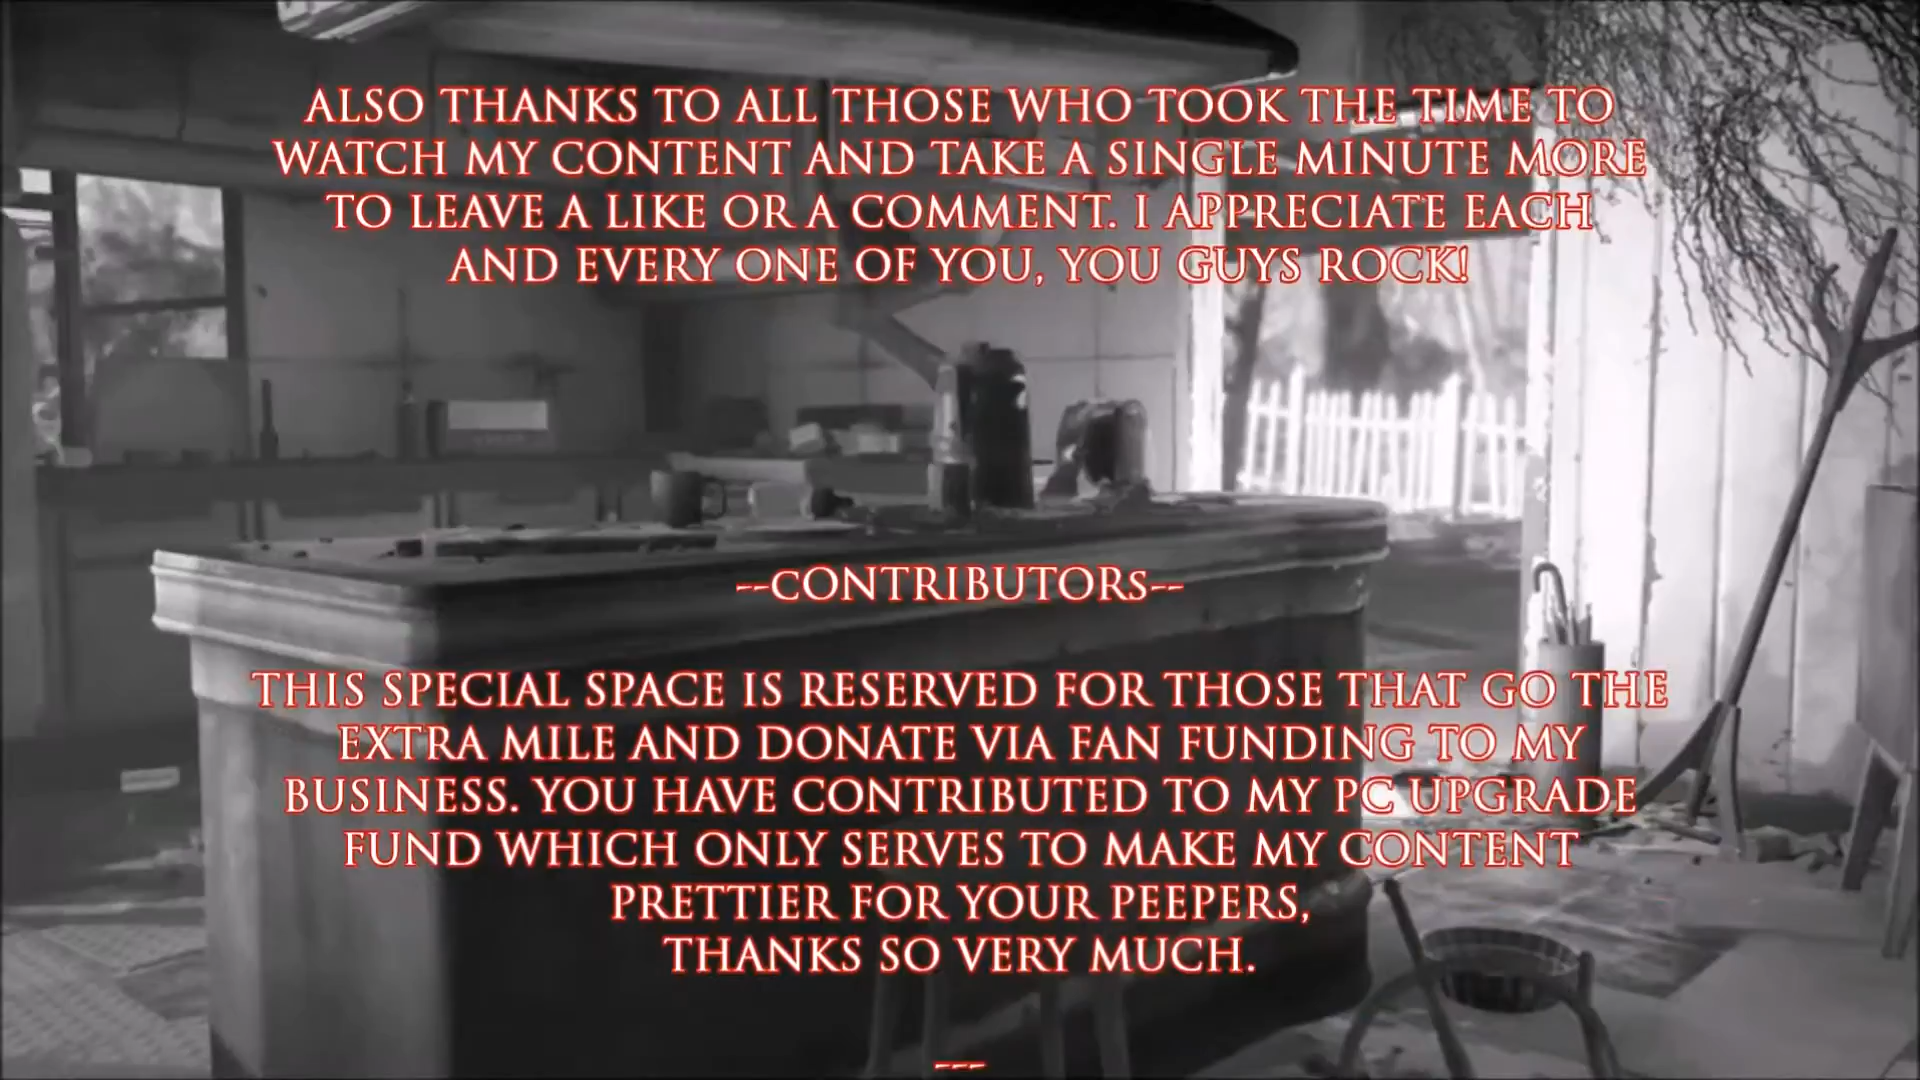 ALSO THANKS TO ALL THOSE WHO TOOK THE TIME TO
WATCH MY CONTENT AND TAKE A SINGLE MINUTE MORE
TO LEAVE A LIKE OR A COMMENT. I APPRECIATE EACH
AND EVERY ONE OF YOU, YOU GUYS ROCK!
--cONTRIBUTORs--
THIS SPECIAL SPACE IS RESERVED FOR THOSE THAT GO THE
EXTRA MILE AND DONATE VIA FAN FUNDING TO MY
BUSINESS. YOU HAVE CONTRIBUTED TO MY PC UPGRADE
FUND WHICH ONLY SERVES TO MAKE MY CONTENT
PRETTIER FOR YOUR PEEPERS,
THANKS SO VERY MUCH.
---